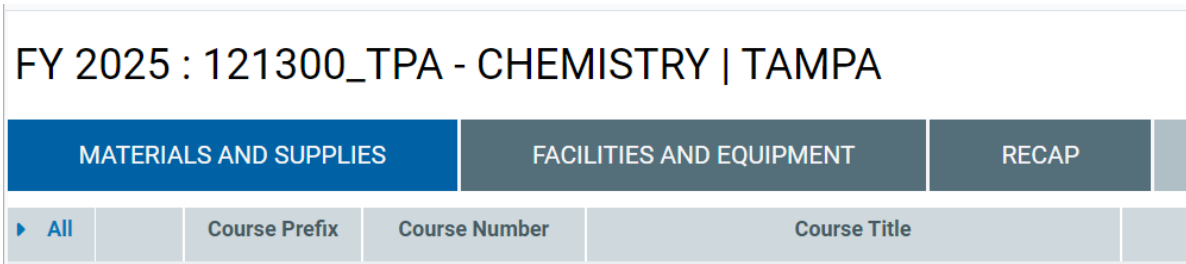 FY 2025 : 121300_TPA - CHEMISTRY | TAMPA
MATERIALS AND SUPPLIES FACILITIES AND EQUIPMENT RECAP
All Course Prefix Course Number Course Title